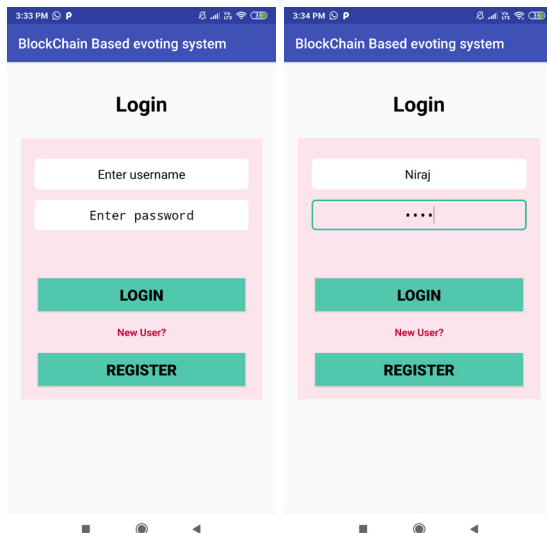 3:33 PM
BlockChain Based evoting system
Login
Enter username
Enter password
LOGIN
New User?
REGISTER
3:34 PM
BlockChain Based evoting system
Login
Niraj
••••
LOGIN
New User?
REGISTER